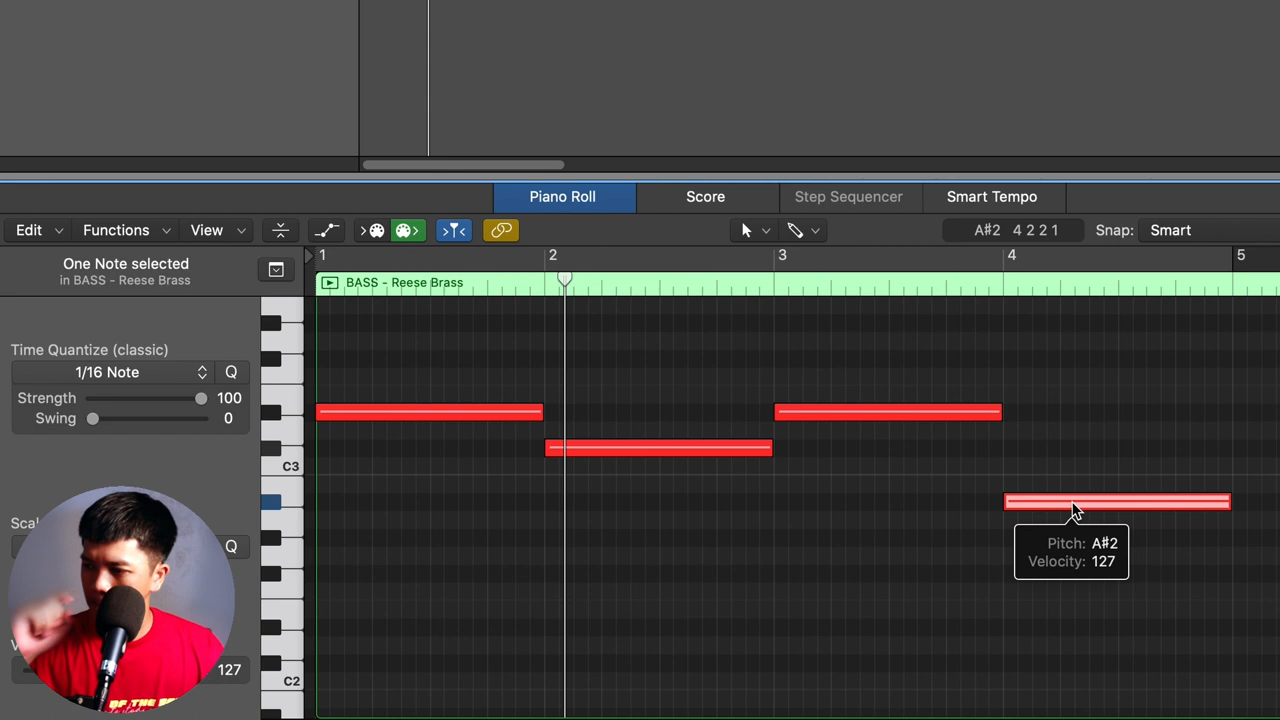 Piano Roll
Score
Step Sequencer
Smart Tempo
Edit
Functions
View
A#2 4 2 2 1
Snap:
Smart
One Note selected
in BASS - Reese Brass
1
2
3
4
5
BASS - Reese Brass
Time Quantize (classic)
1/16 Note
Q
Strength
100
Swing
0
C3
Scal
Q
Pitch: A#2
Velocity: 127
127
C2